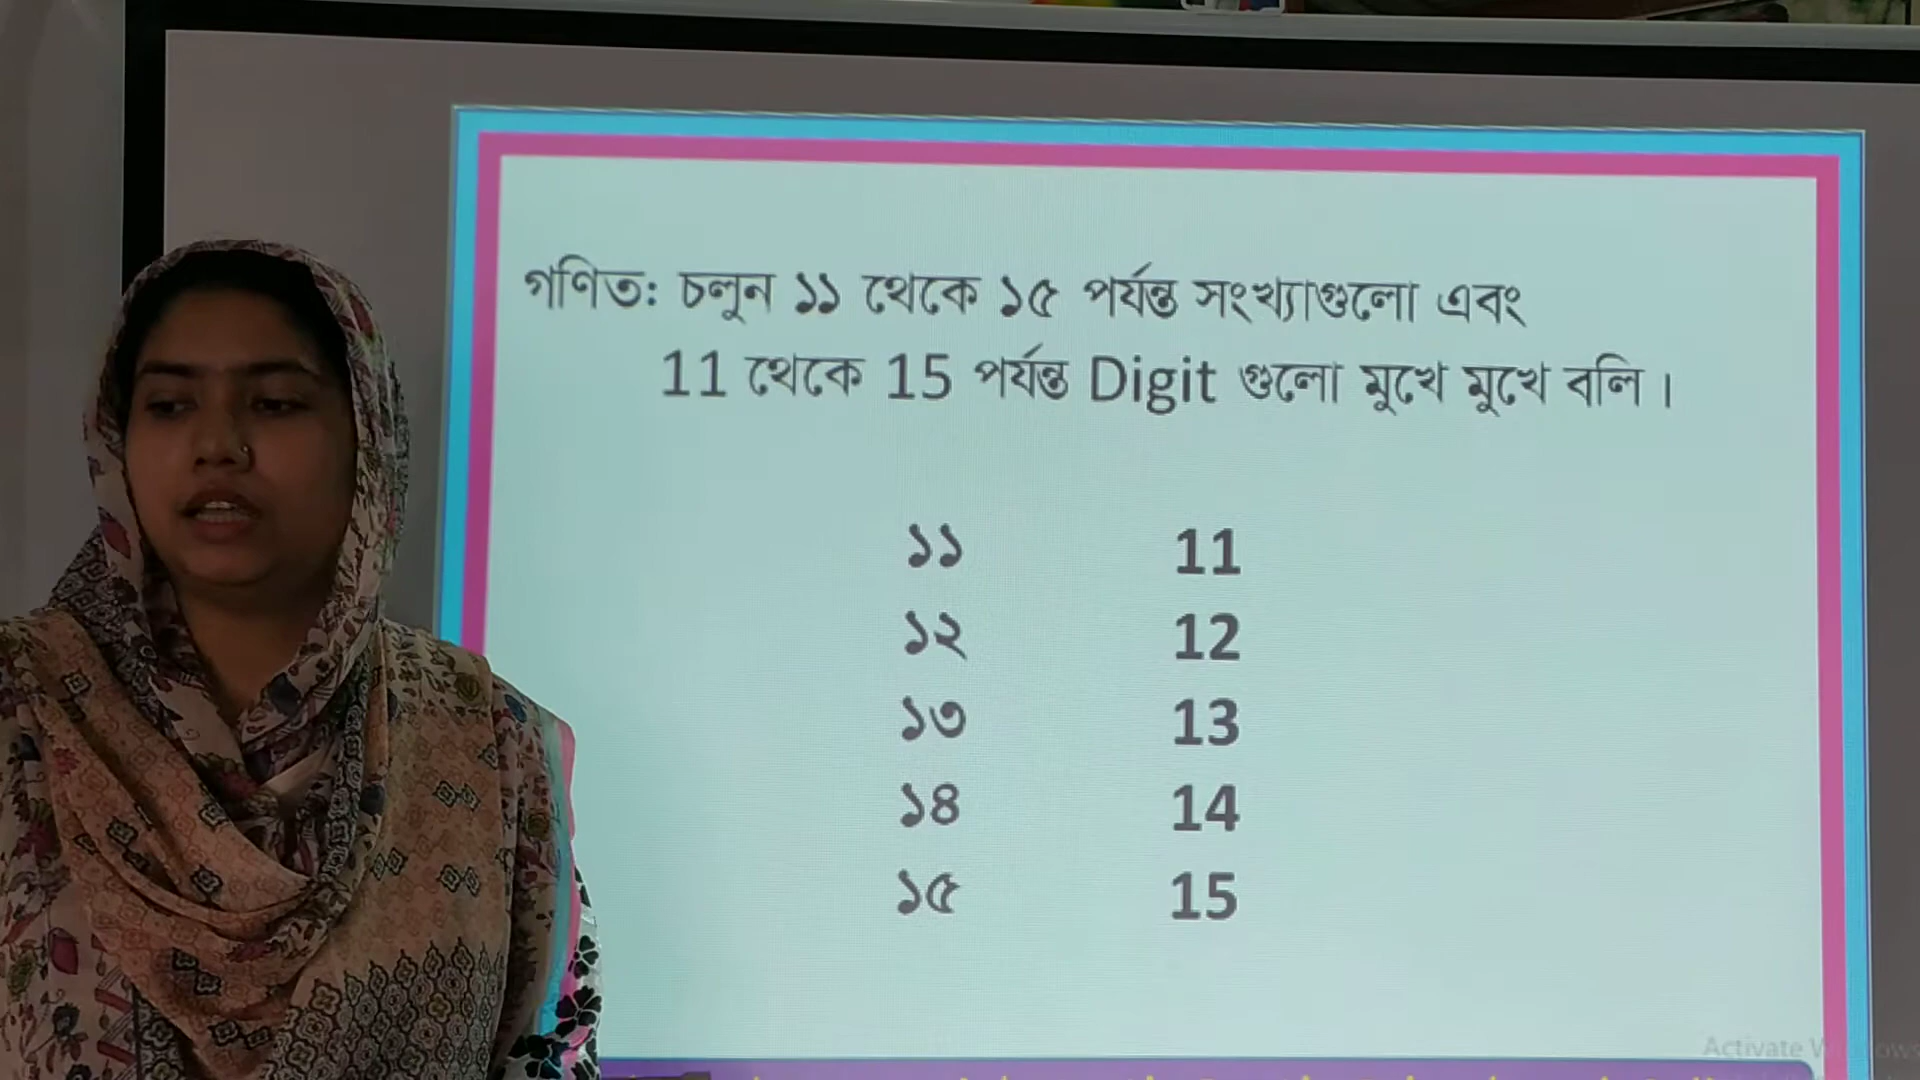 গণিত: চলুন ১১ থেকে ১৫ পর্যন্ত সংখ্যাগুলো এবং
11 থেকে 15 পর্যন্ত Digit গুলো মুখে মুখে বলি।
১১ 11
১২ 12
১৩ 13
১৪ 14
১৫ 15
Activate